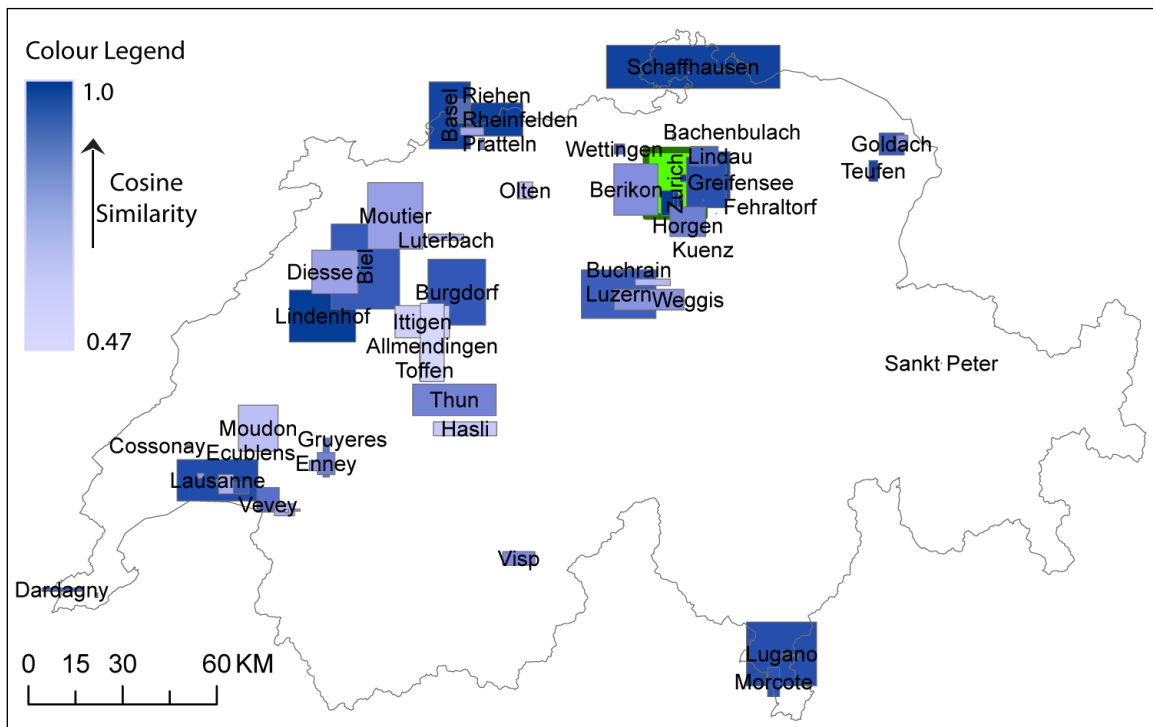 Colour Legend
1.0
Cosine
Similarity
0.47
Schaffhausen
Basel
Riehen
Rheinfelden
Pratteln
Wettingen
Bachenbulach
Lindau
Zurich
Berikon
Greifensee
Fehraltorf
Horgen
Kuenz
Goldach
Teufen
Olten
Moutier
Luterbach
Diesse
Biel
Burgdorf
Lindenhof
Ittigen
Allmendingen
Toffen
Buchrain
Luzern
Weggis
Sankt Peter
Thun
Hasli
Moudon
Gruyeres
Cossonay
Ecublens
Enney
Lausanne
Vevey
Visp
Dardagny
Lugano
Morcote
0 15 30 60 KM